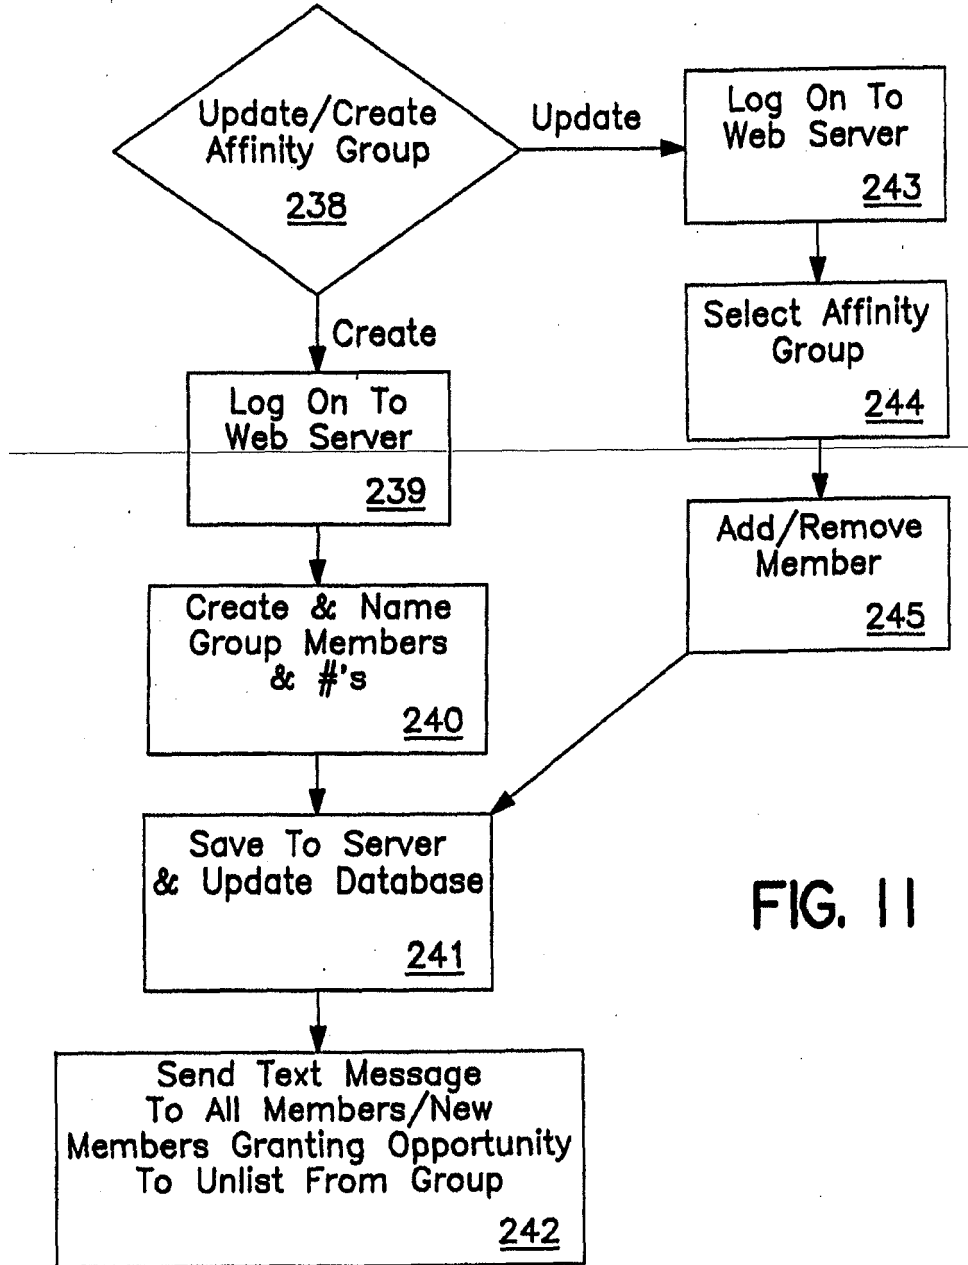 Update/Create
Affinity Group
238
Update
Log On To
Web Server
243
Select Affinity
Group
244
Create
Log On To
Web Server
239
Add/Remove
Member
245
Create & Name
Group Members
& #'s
240
Save To Server
& Update Database
241
FIG. 11
Send Text Message
To All Members/New
Members Granting Opportunity
To Unlist From Group
242